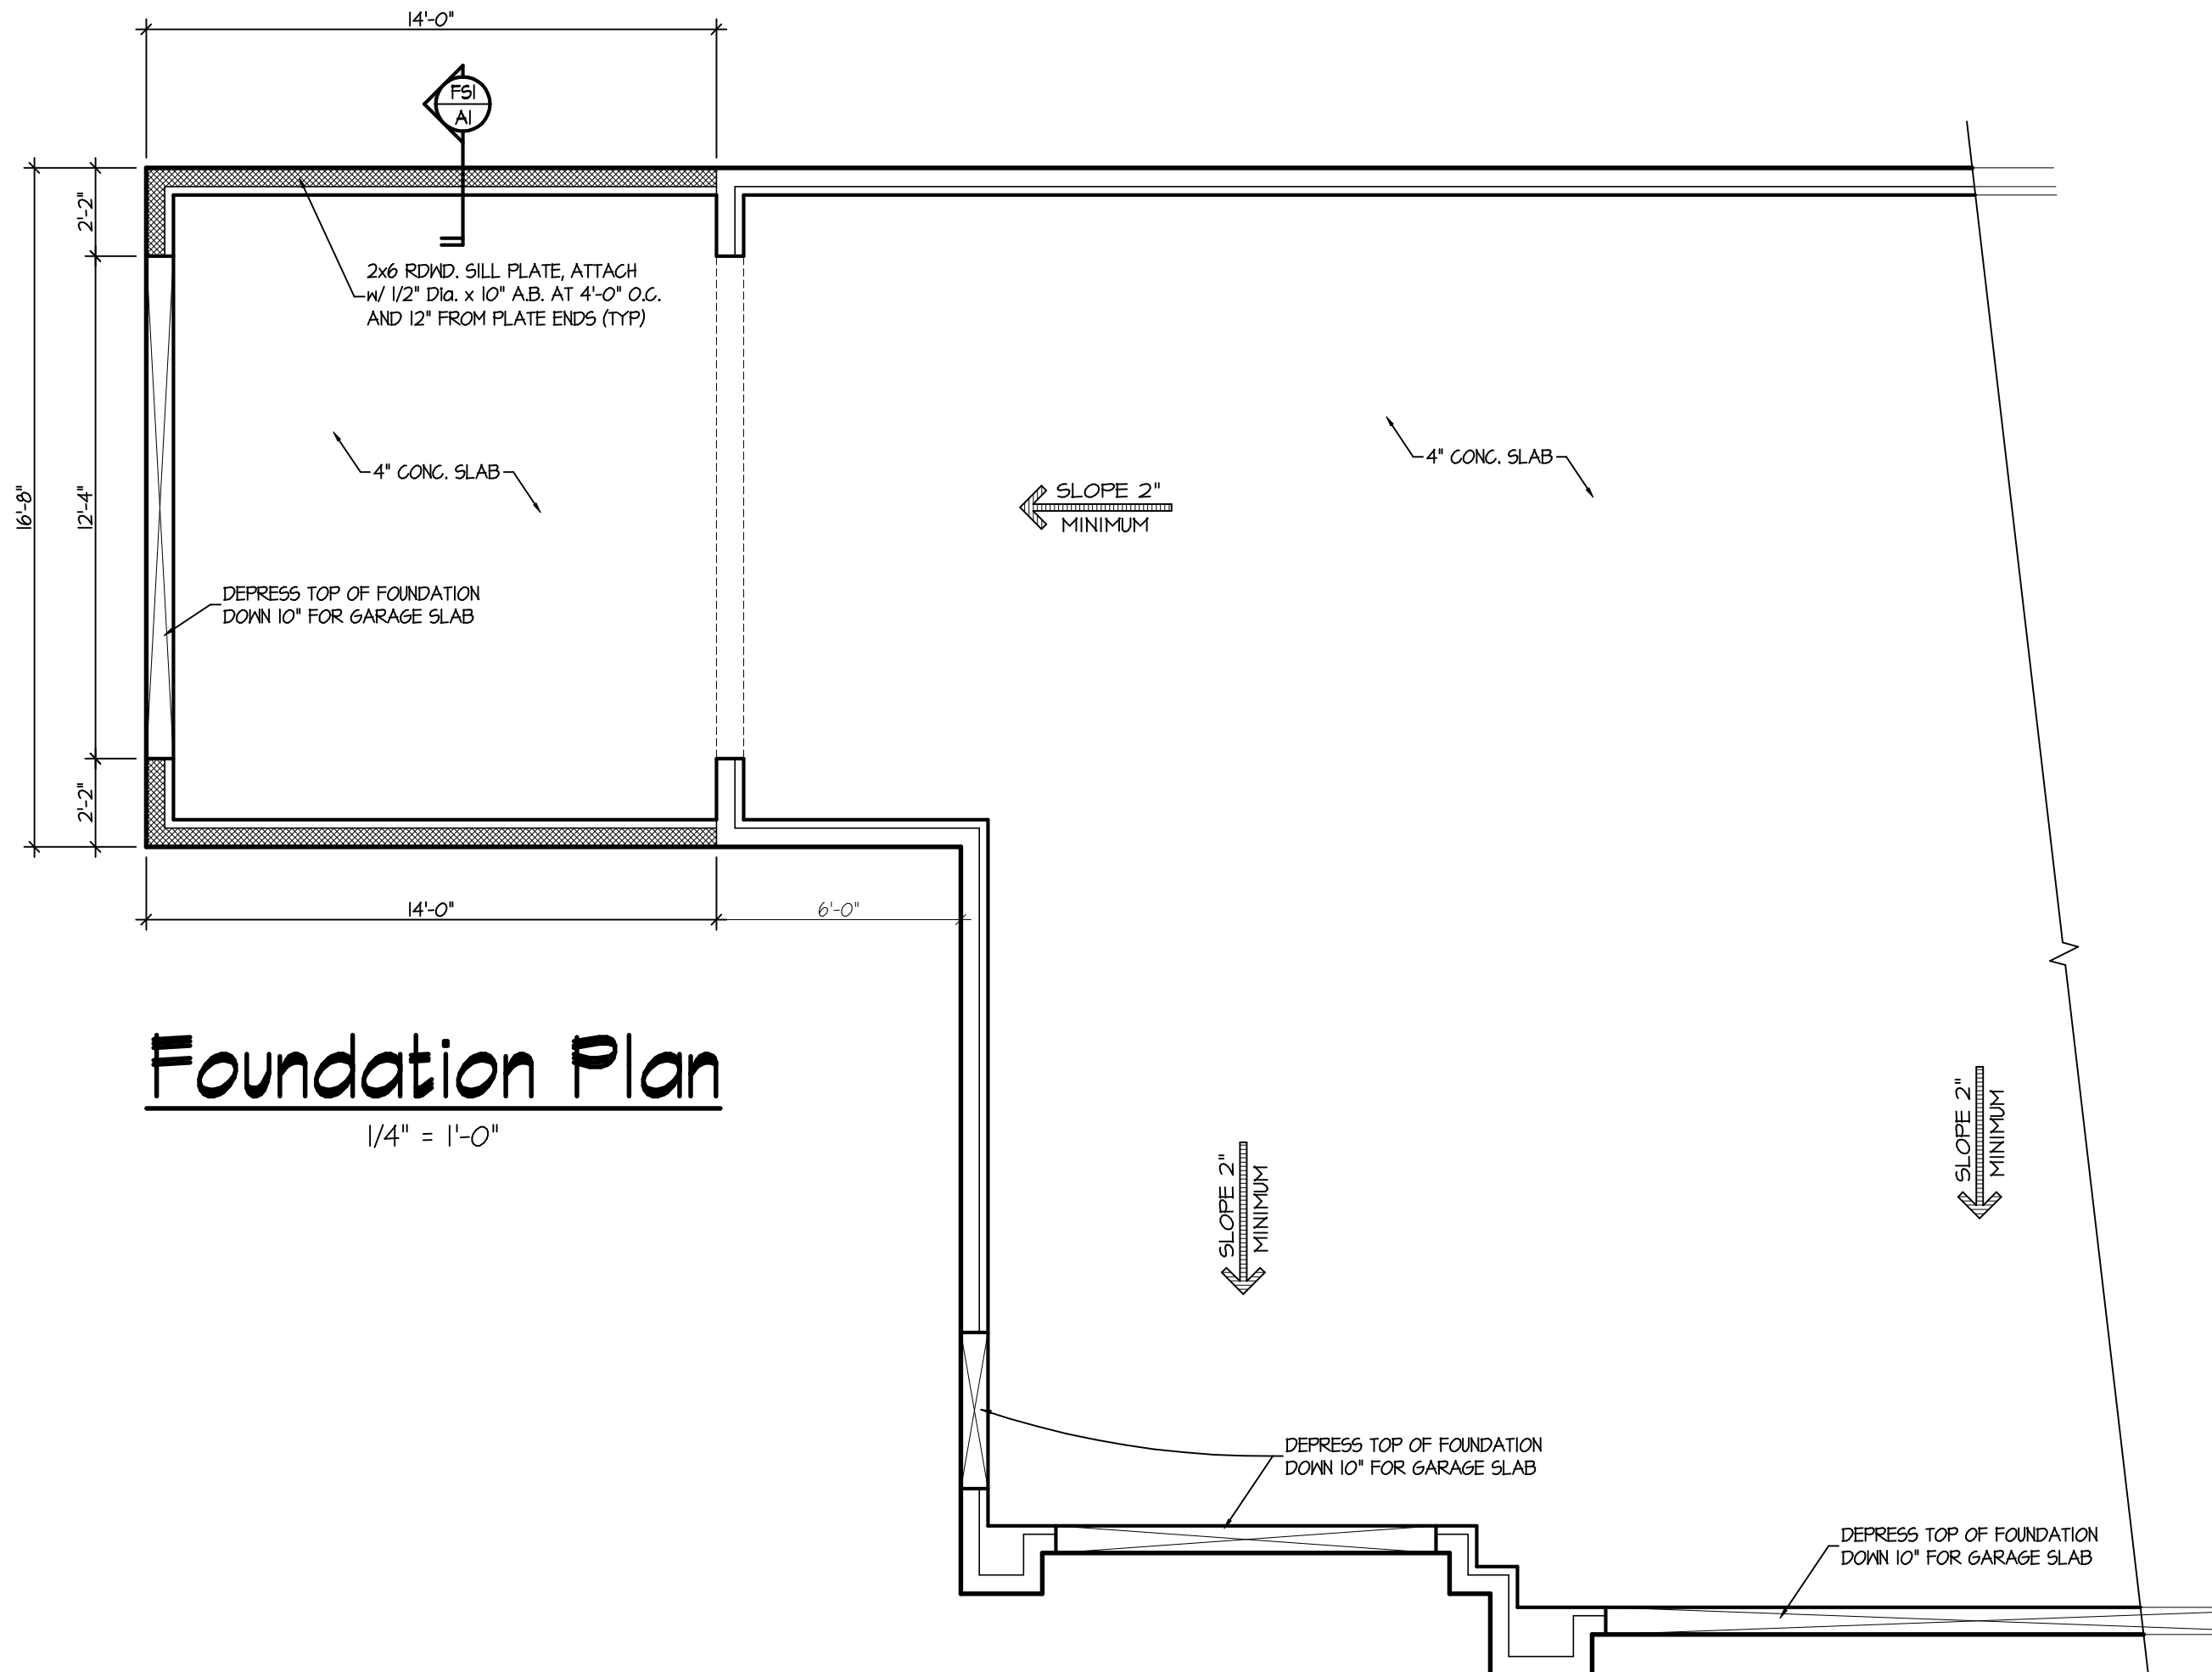 14'-0"
FS1
A1
2'-2"
2x6 RDWD. SILL PLATE, ATTACH
w/ 1/2" Dia. x 10" A.B. AT 4'-0" O.C.
AND 12" FROM PLATE ENDS (TYP)
16'-8"
12'-4"
4" CONC. SLAB
4" CONC. SLAB
SLOPE 2"
MINIMUM
DEPRESS TOP OF FOUNDATION
DOWN 10" FOR GARAGE SLAB
2'-2"
14'-0"
6'-0"
Foundation Plan
1/4" = 1'-0"
SLOPE 2"
MINIMUM
SLOPE 2"
MINIMUM
DEPRESS TOP OF FOUNDATION
DOWN 10" FOR GARAGE SLAB
DEPRESS TOP OF FOUNDATION
DOWN 10" FOR GARAGE SLAB